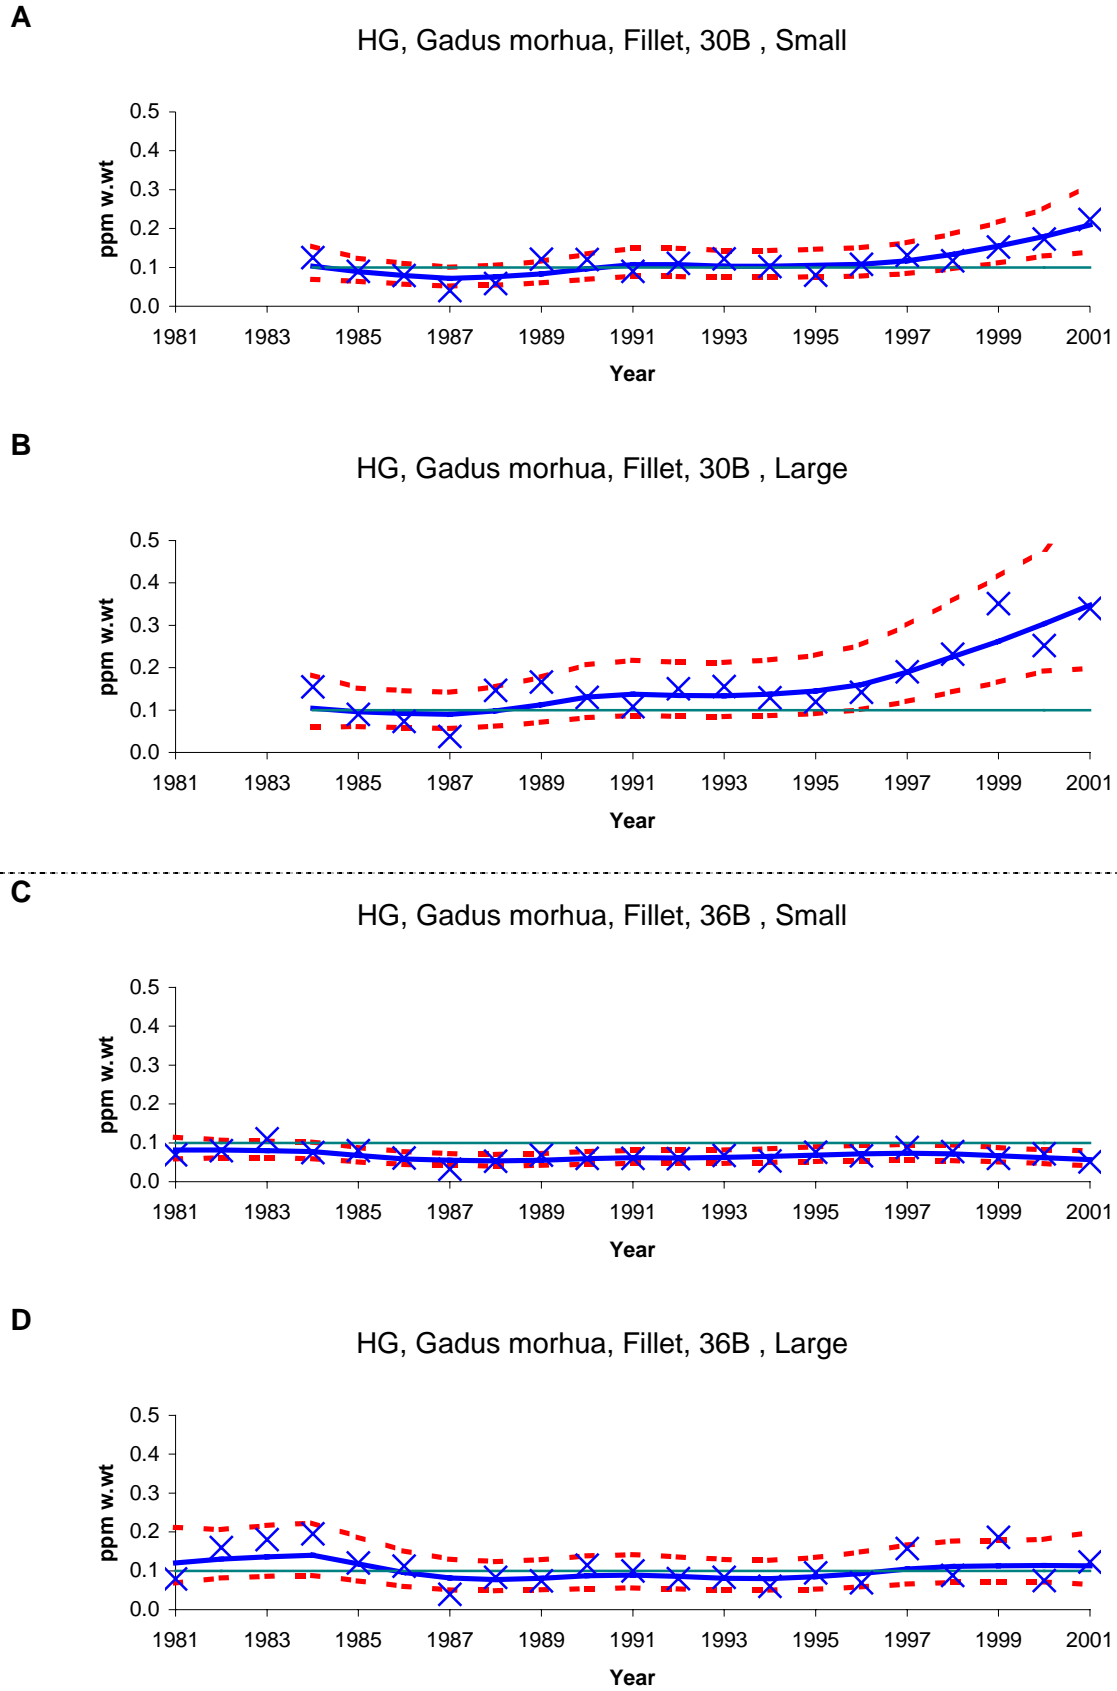 A
HG, Gadus morhua, Fillet, 30B , Small
ppm w.wt
0.5
0.4
0.3
0.2
0.1
0.0
1981 1983 1985 1987 1989 1991 1993 1995 1997 1999 2001
Year
B
HG, Gadus morhua, Fillet, 30B , Large
ppm w.wt
0.5
0.4
0.3
0.2
0.1
0.0
1981 1983 1985 1987 1989 1991 1993 1995 1997 1999 2001
Year
C
HG, Gadus morhua, Fillet, 36B , Small
ppm w.wt
0.5
0.4
0.3
0.2
0.1
0.0
1981 1983 1985 1987 1989 1991 1993 1995 1997 1999 2001
Year
D
HG, Gadus morhua, Fillet, 36B , Large
ppm w.wt
0.5
0.4
0.3
0.2
0.1
0.0
1981 1983 1985 1987 1989 1991 1993 1995 1997 1999 2001
Year